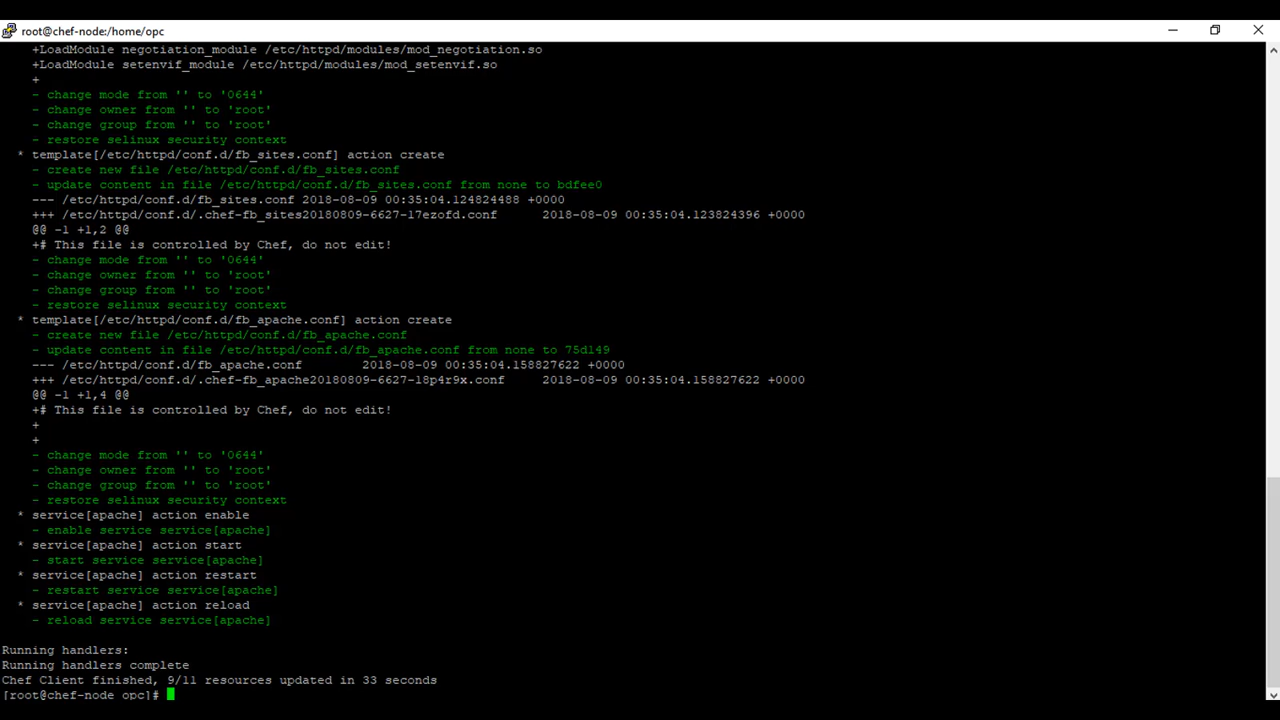 root@chef-node:/home/opc
+LoadModule negotiation_module /etc/httpd/modules/mod_negotiation.so
+LoadModule setenvif_module /etc/httpd/modules/mod_setenvif.so
+
- change mode from '' to '0644'
- change owner from '' to 'root'
- change group from '' to 'root'
- restore selinux security context
* template[/etc/httpd/conf.d/fb_sites.conf] action create
- create new file /etc/httpd/conf.d/fb_sites.conf
- update content in file /etc/httpd/conf.d/fb_sites.conf from none to bdfee0
--- /etc/httpd/conf.d/fb_sites.conf 2018-08-09 00:35:04.124824488 +0000
+++ /etc/httpd/conf.d/.chef-fb_sites20180809-6627-17ezofd.conf 2018-08-09 00:35:04.123824396 +0000
@@ -1 +1,2 @@
+# This file is controlled by Chef, do not edit!
- change mode from '' to '0644'
- change owner from '' to 'root'
- change group from '' to 'root'
- restore selinux security context
* template[/etc/httpd/conf.d/fb_apache.conf] action create
- create new file /etc/httpd/conf.d/fb_apache.conf
- update content in file /etc/httpd/conf.d/fb_apache.conf from none to 75d149
--- /etc/httpd/conf.d/fb_apache.conf 2018-08-09 00:35:04.158827622 +0000
+++ /etc/httpd/conf.d/.chef-fb_apache20180809-6627-18p4r9x.conf 2018-08-09 00:35:04.158827622 +0000
@@ -1 +1,4 @@
+# This file is controlled by Chef, do not edit!
+
+
- change mode from '' to '0644'
- change owner from '' to 'root'
- change group from '' to 'root'
- restore selinux security context
* service[apache] action enable
- enable service service[apache]
* service[apache] action start
- start service service[apache]
* service[apache] action restart
- restart service service[apache]
* service[apache] action reload
- reload service service[apache]
Running handlers:
Running handlers complete
Chef Client finished, 9/11 resources updated in 33 seconds
[root@chef-node opc]#